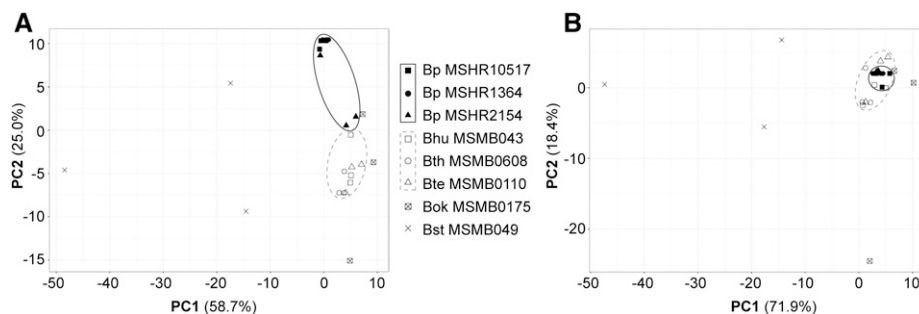 A
B
10
5
0
-5
-10
-15
PC2 (25.0%)
-50
-40
-30
-20
-10
0
10
PC1 (58.7%)
Bp MSHR10517
Bp MSHR1364
Bp MSHR2154
Bhu MSMB043
Bth MSMB0608
Bte MSMB0110
Bok MSMB0175
Bst MSMB049
0
-10
-20
PC2 (18.4%)
-50
-40
-30
-20
-10
0
10
PC1 (71.9%)